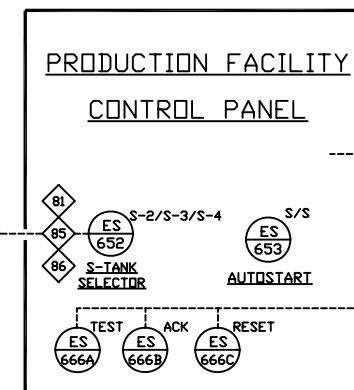 PRODUCTION FACILITY
CONTROL PANEL
81
85
86
ES
652
S-2/S-3/S-4
S-TANK
SELECTOR
ES
653
S/S
AUTOSTART
TEST
ACK
RESET
ES
666A
ES
666B
ES
666C